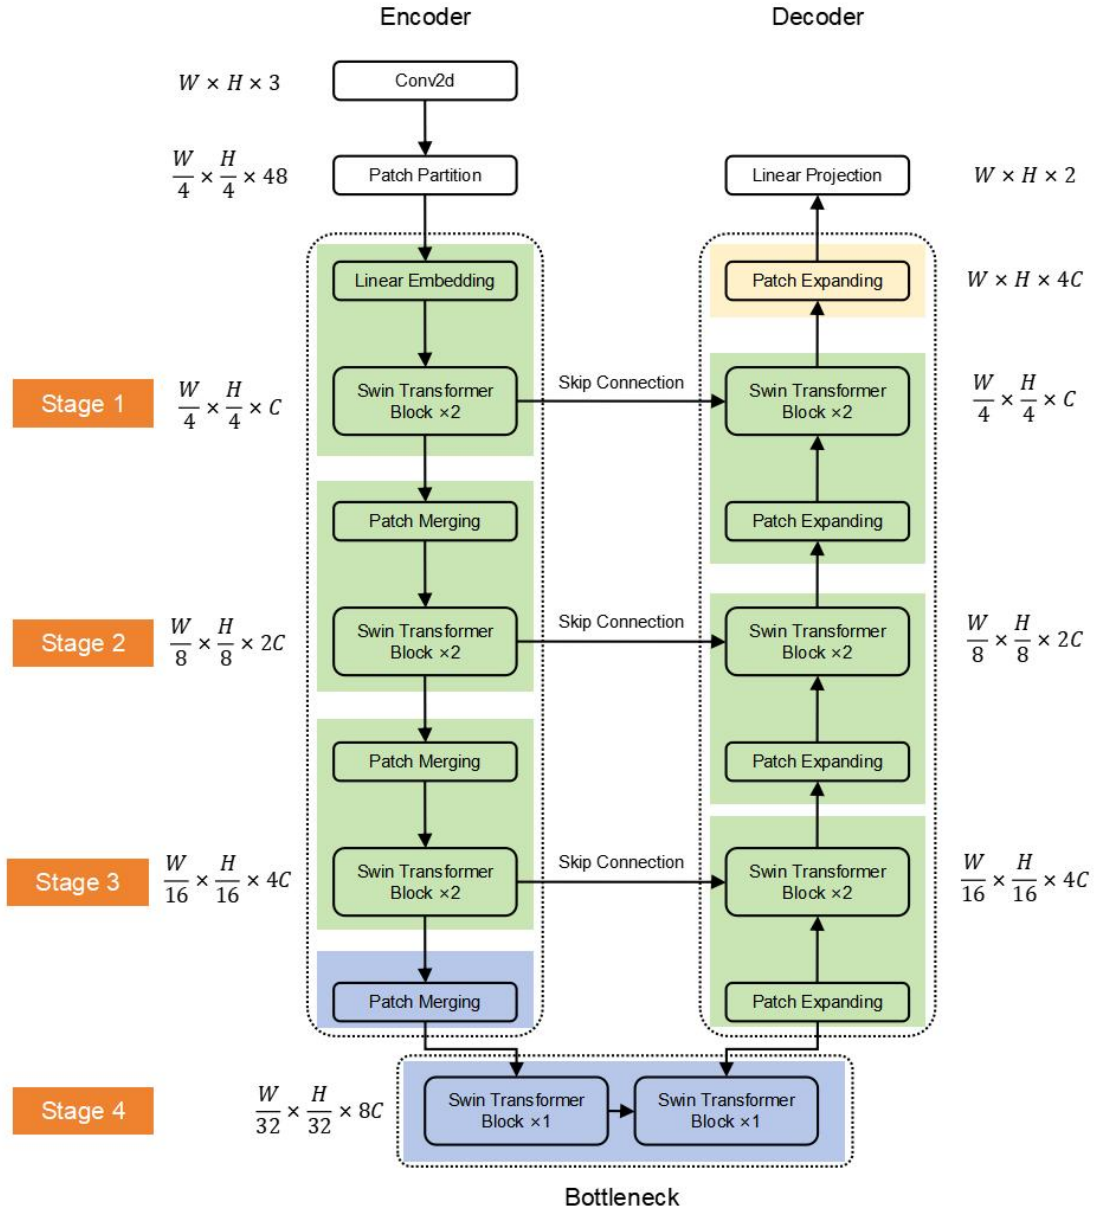 Encoder
Decoder
W × H × 3
Conv2d
W/4 × H/4 × 48
Patch Partition
Linear Projection
W × H × 2
Linear Embedding
Patch Expanding
W × H × 4C
Stage 1
W/4 × H/4 × C
Swin Transformer
Block ×2
Skip Connection
Swin Transformer
Block ×2
W/4 × H/4 × C
Patch Merging
Patch Expanding
Stage 2
W/8 × H/8 × 2C
Swin Transformer
Block ×2
Skip Connection
Swin Transformer
Block ×2
W/8 × H/8 × 2C
Patch Merging
Patch Expanding
Stage 3
W/16 × H/16 × 4C
Swin Transformer
Block ×2
Skip Connection
Swin Transformer
Block ×2
W/16 × H/16 × 4C
Patch Merging
Patch Expanding
Stage 4
W/32 × H/32 × 8C
Swin Transformer
Block ×1
Swin Transformer
Block ×1
Bottleneck